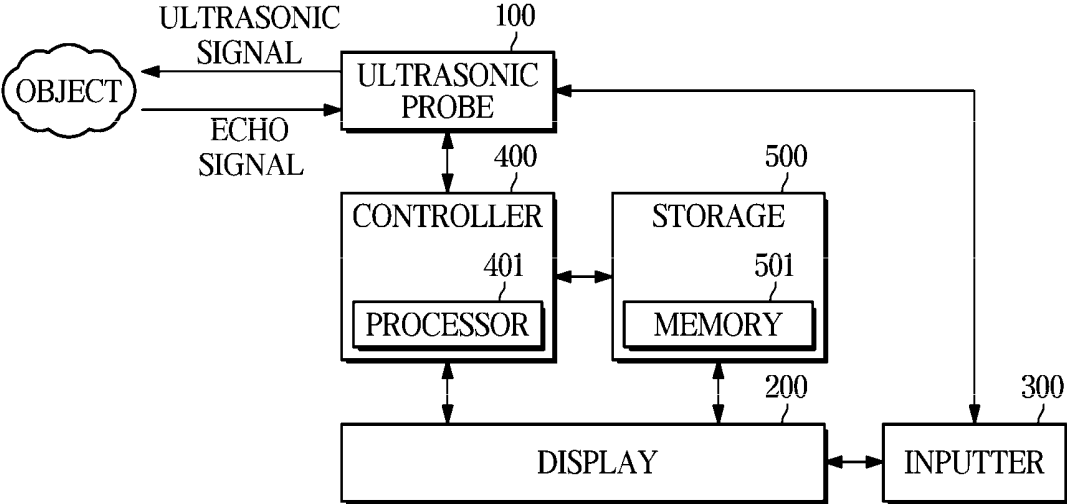 ULTRASONIC
SIGNAL
100
OBJECT
ULTRASONIC
PROBE
ECHO
SIGNAL
400
500
CONTROLLER
STORAGE
401
501
PROCESSOR
MEMORY
200
300
DISPLAY
INPUTTER